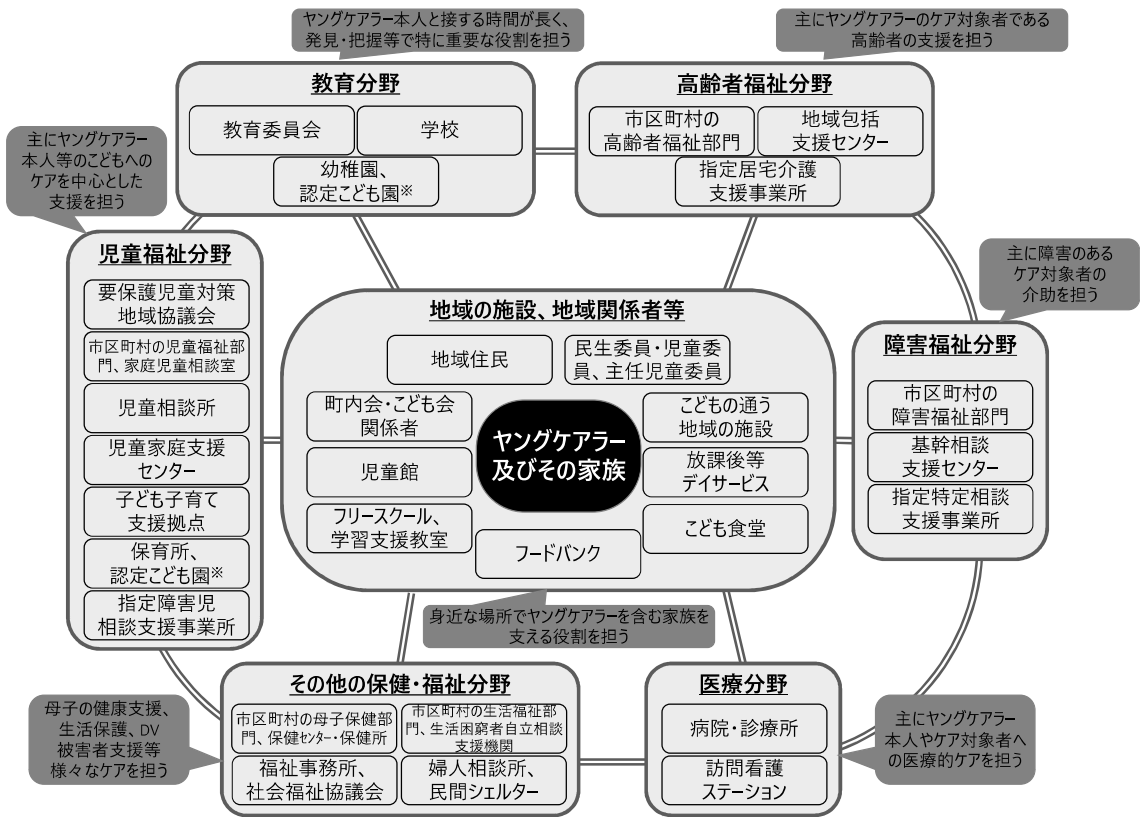 ヤングケアラー本人と接する時間が長く、
発見・把握等で特に重要な役割を担う
主にヤングケアラーのケア対象者である
高齢者の支援を担う
教育分野
教育委員会
学校
幼稚園、
認定こども園※
高齢者福祉分野
市区町村の
高齢者福祉部門
地域包括
支援センター
指定居宅介護
支援事業所
主にヤングケアラー
本人等のこどもへの
ケアを中心とした
支援を担う
児童福祉分野
要保護児童対策
地域協議会
市区町村の児童福祉部
門、家庭児童相談室
児童相談所
児童家庭支援
センター
子ども子育て
支援拠点
保育所、
認定こども園※
指定障害児
相談支援事業所
地域の施設、地域関係者等
地域住民
民生委員・児童委
員、主任児童委員
町内会・こども会
関係者
児童館
フリースクール、
学習支援教室
ヤングケアラー
及びその家族
こどもの通う
地域の施設
放課後等
デイサービス
こども食堂
フードバンク
身近な場所でヤングケアラーを含む家族を
支える役割を担う
主に障害のある
ケア対象者の
介助を担う
障害福祉分野
市区町村の
障害福祉部門
基幹相談
支援センター
指定特定相談
支援事業所
母子の健康支援、
生活保護、DV
被害者支援等
様々なケアを担う
その他の保健・福祉分野
市区町村の母子保健部
門、保健センター・保健所
市区町村の生活福祉部
門、生活困窮者自立相談
支援機関
福祉事務所、
社会福祉協議会
婦人相談所、
民間シェルター
医療分野
病院・診療所
訪問看護
ステーション
主にヤングケアラー
本人やケア対象者へ
の医療的ケアを担う